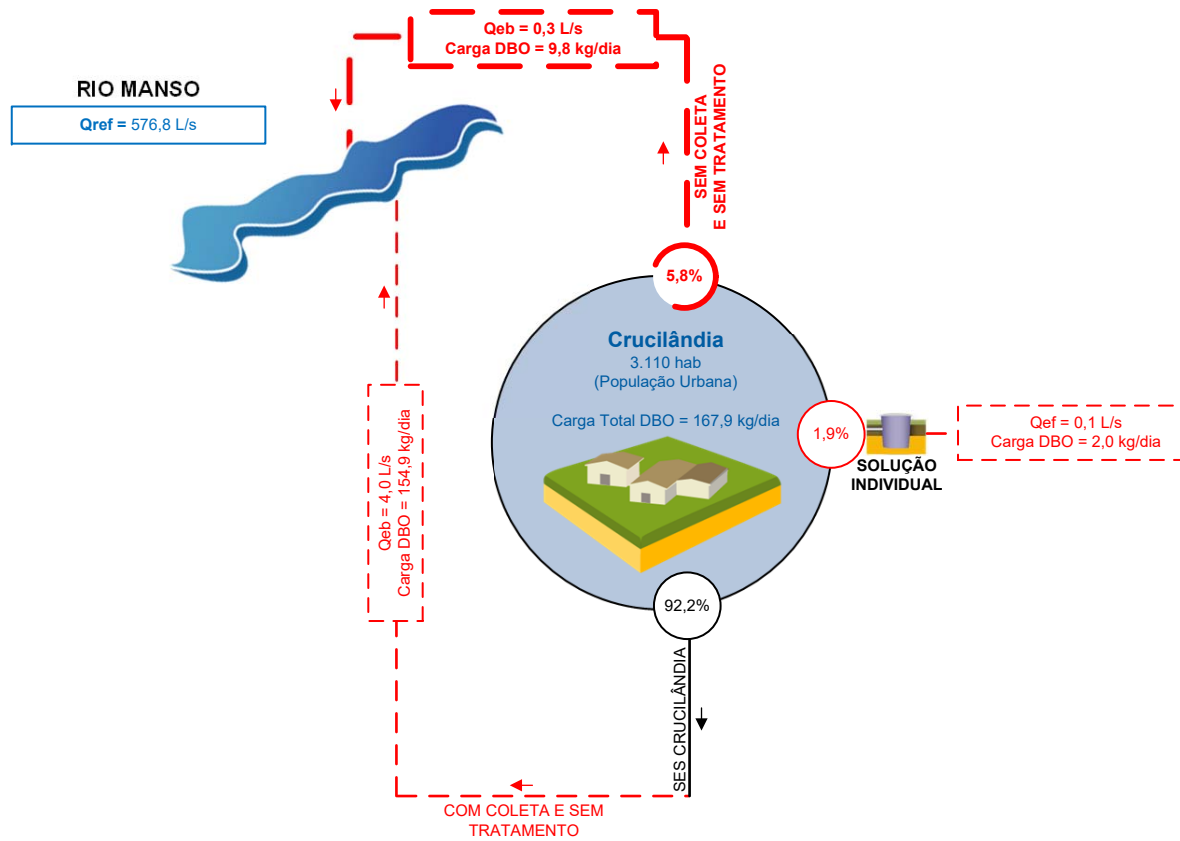 Qeb = 0,3 L/s
Carga DBO = 9,8 kg/dia
RIO MANSO
Qref = 576,8 L/s
SEM COLETA
E SEM TRATAMENTO
5,8%
Crucilândia
3.110 hab
(População Urbana)
Carga Total DBO = 167,9 kg/dia
1,9%
SOLUÇÃO
INDIVIDUAL
Qef = 0,1 L/s
Carga DBO = 2,0 kg/dia
Qeb = 4,0 L/s
Carga DBO = 154,9 kg/dia
92,2%
SES CRUCILÂNDIA
COM COLETA E SEM
TRATAMENTO